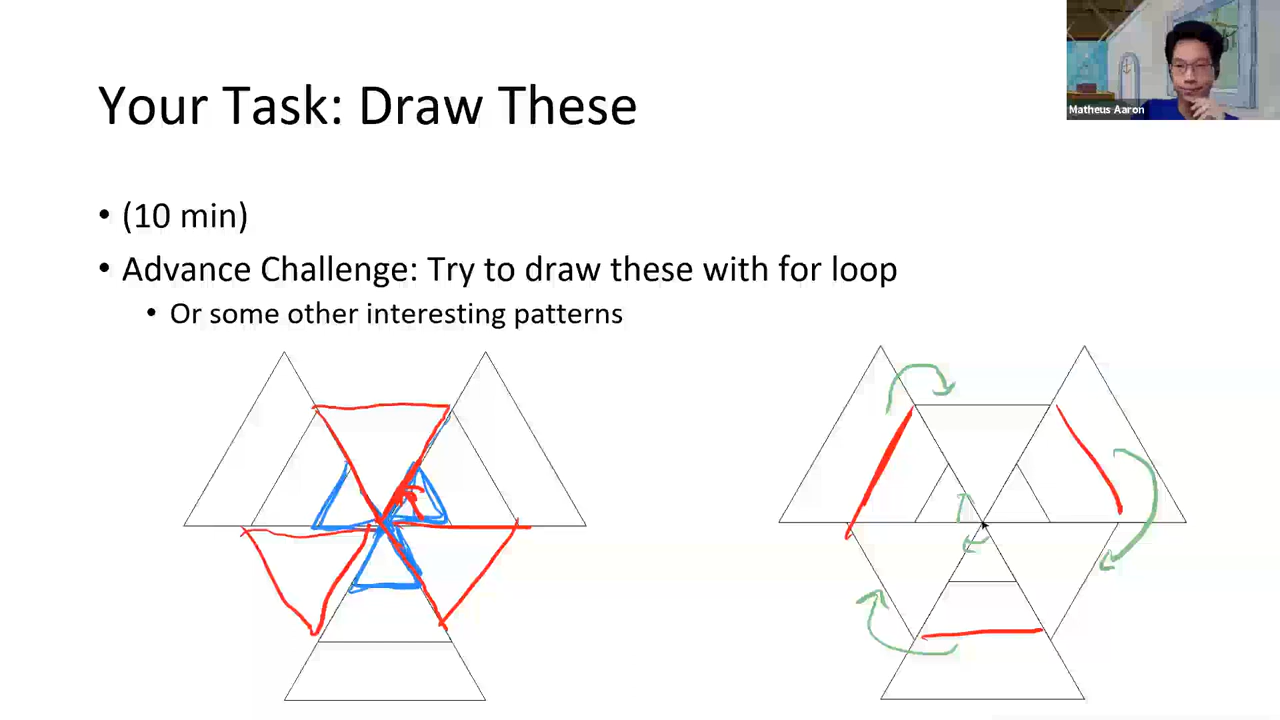 Matheus Aaron
Your Task: Draw These
• (10 min)
• Advance Challenge: Try to draw these with for loop
• Or some other interesting patterns